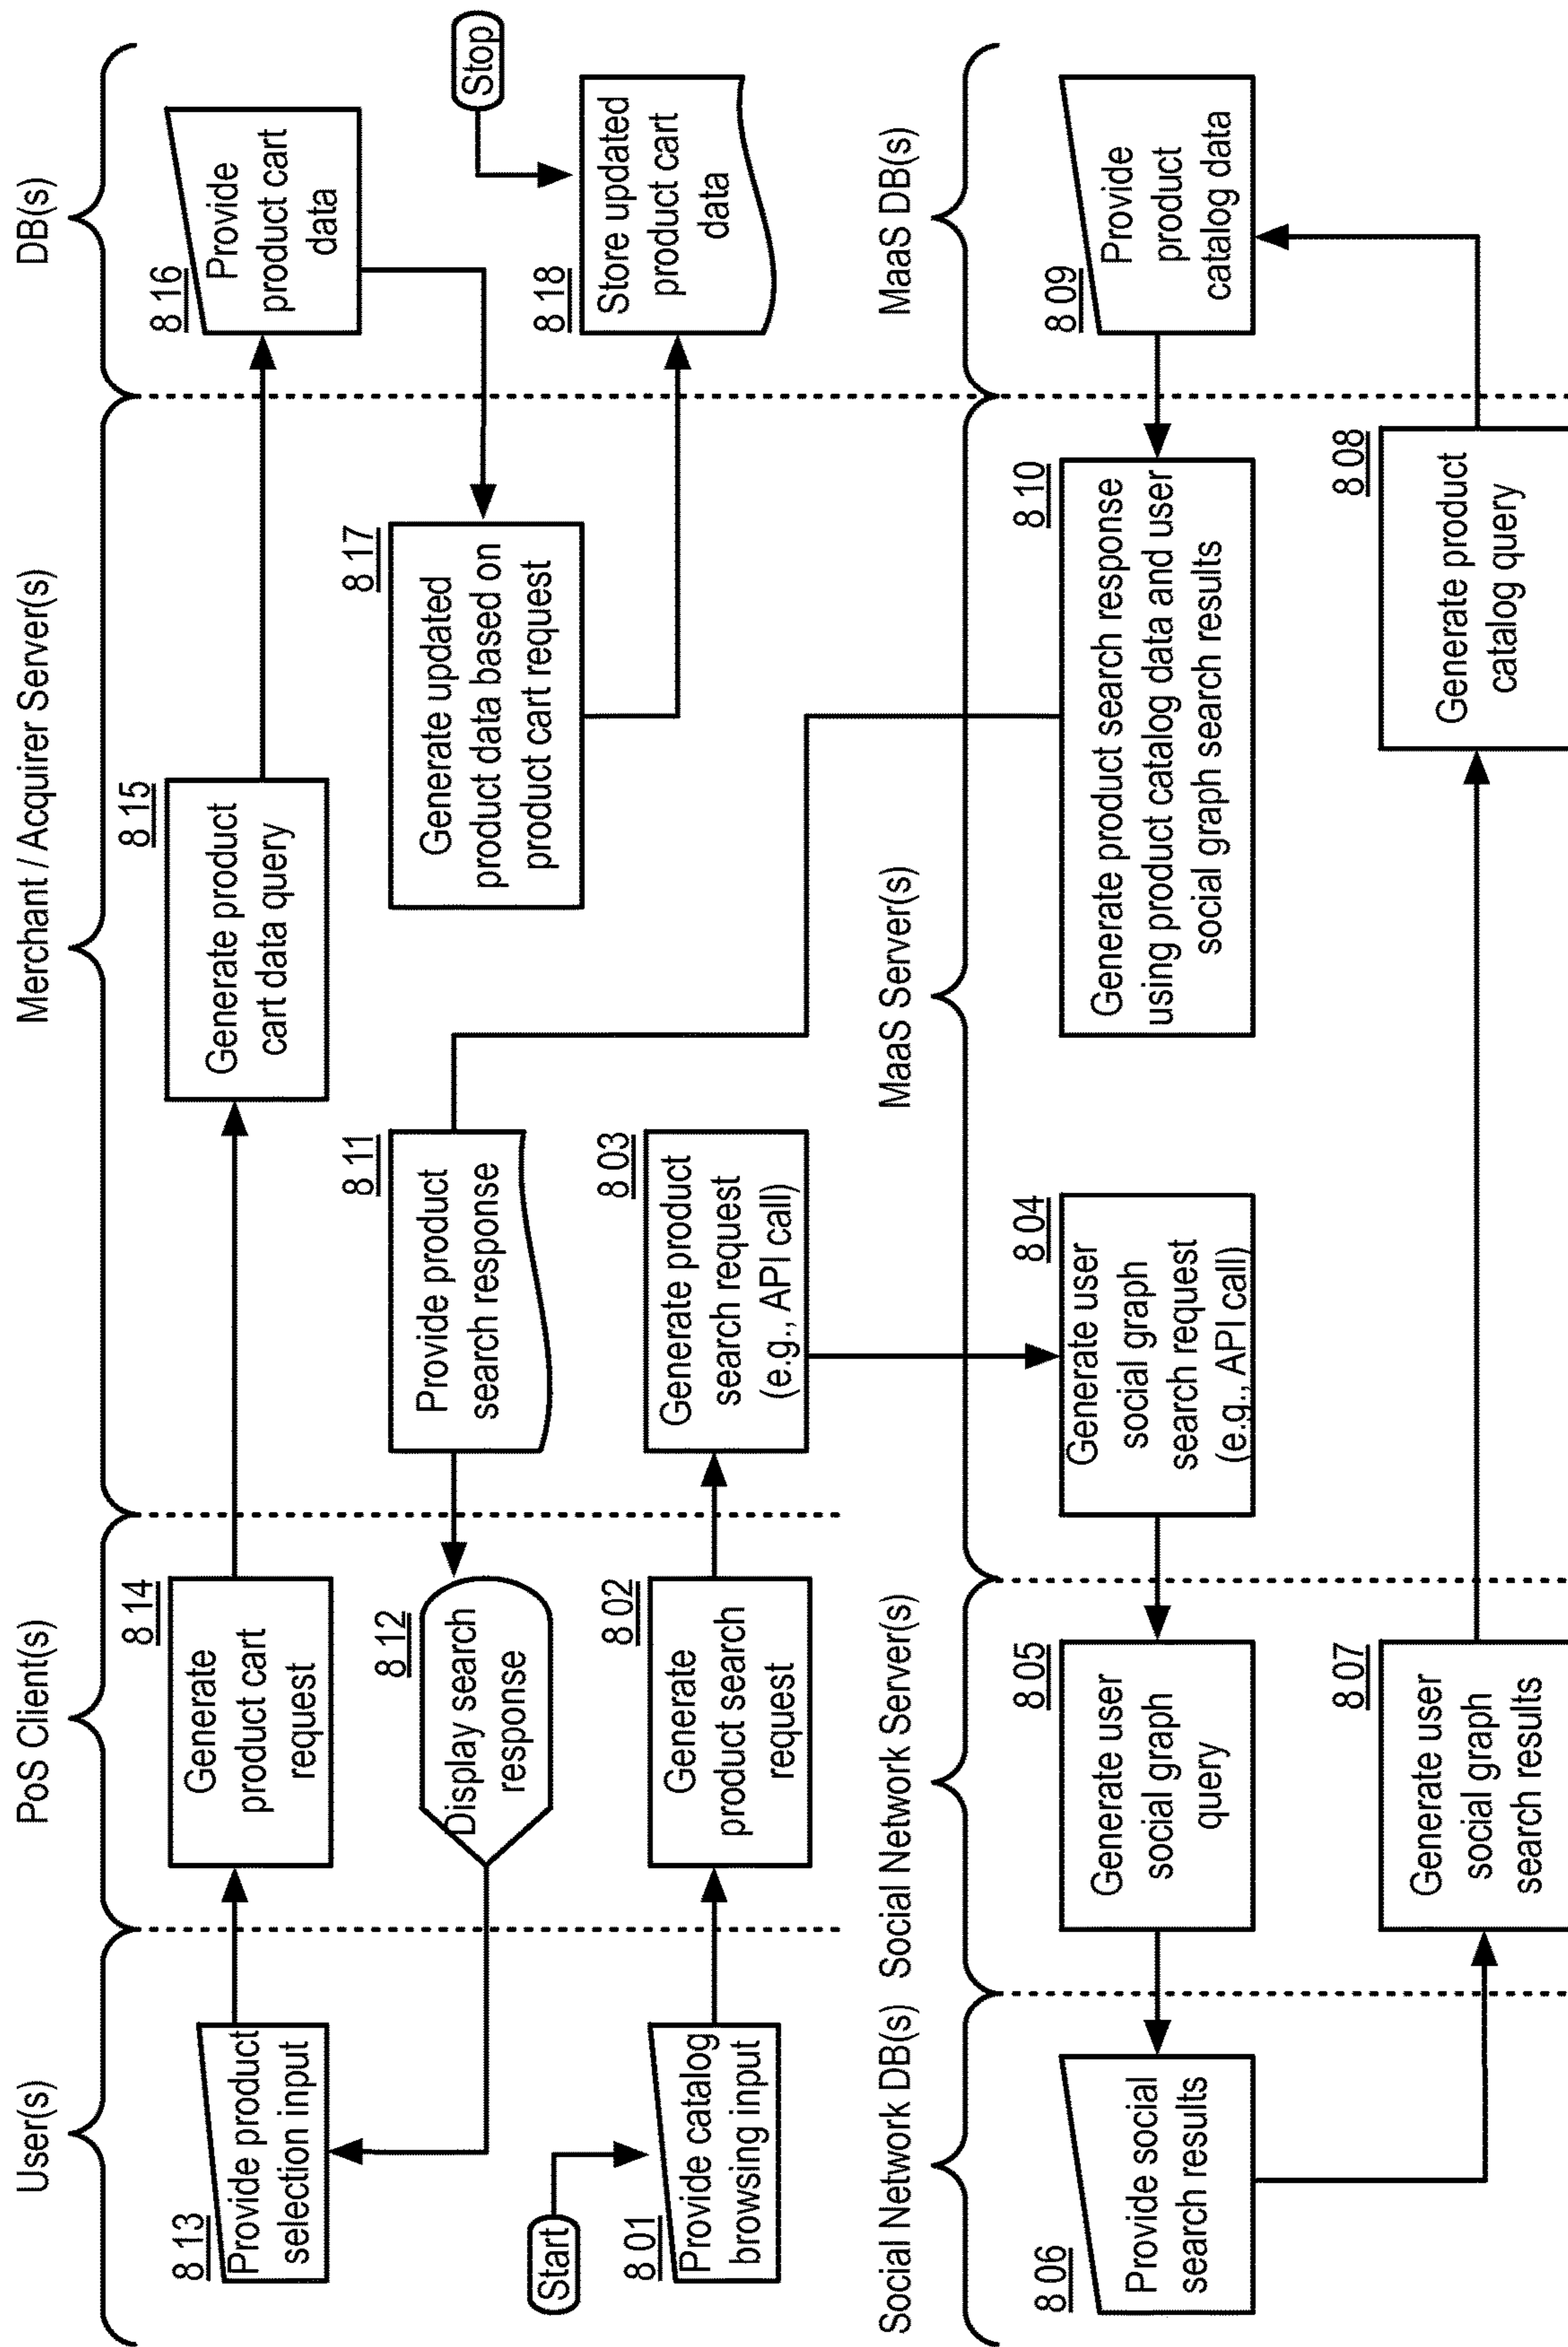 User(s)
PoS Client(s)
Merchant / Acquirer Server(s)
DB(s)
8 13
Provide product
selection input
8 14
Generate
product cart
request
8 15
Generate product
cart data query
8 16
Provide
product cart
data
8 12
Display search
response
8 11
Provide product
search response
8 17
Generate updated
product data based on
product cart request
Stop
8 18
Store updated
product cart
data
Start
8 01
Provide catalog
browsing input
8 02
Generate
product search
request
8 03
Generate product
search request
(e.g., API call)
Social Network DB(s)
Social Network Server(s)
MaaS Server(s)
MaaS DB(s)
8 06
Provide social
search results
8 05
Generate user
social graph
query
8 04
Generate user
social graph
search request
(e.g., API call)
8 10
Generate product search response
using product catalog data and user
social graph search results
8 09
Provide
product
catalog data
8 07
Generate user
social graph
search results
8 08
Generate product
catalog query